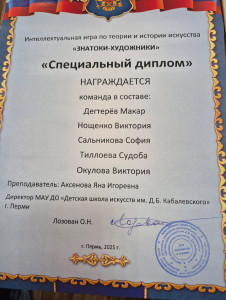 Интеллектуальная игра по теории и истории искусства
«ЗНАТОКИ-ХУДОЖНИКИ»
«Специальный диплом»
НАГРАЖДАЕТСЯ
команда в составе:
Дегтерёв Макар
Нощенко Виктория
Сальникова София
Тиллоева Судоба
Окулова Виктория
Преподаватель: Аксенова Яна Игоревна
Директор МАУ ДО «Детская школа искусств им. Д.Б. Кабалевского»
г. Перми
Лозован О.Н.
г. Пермь, 2025 г.